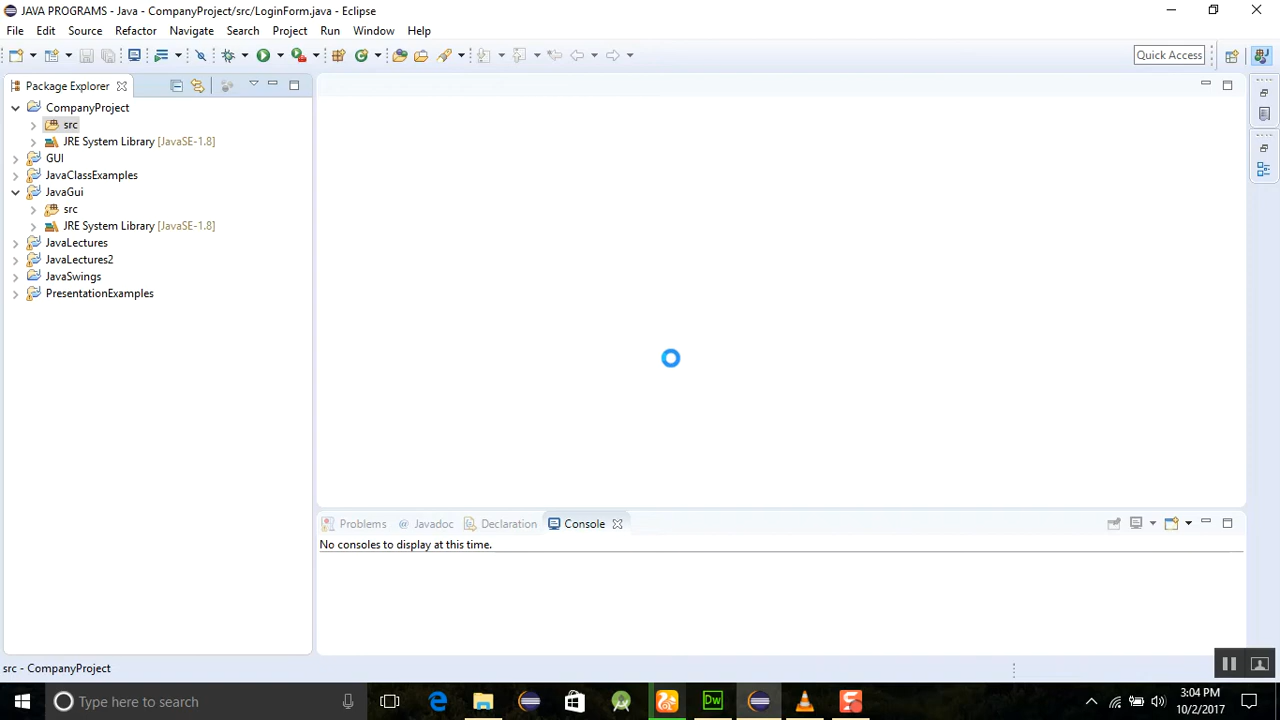 JAVA PROGRAMS - Java - CompanyProject/src/LoginForm.java - Eclipse
File Edit Source Refactor Navigate Search Project Run Window Help
Quick Access
Package Explorer
CompanyProject
src
JRE System Library [JavaSE-1.8]
GUI
JavaClassExamples
JavaGui
src
JRE System Library [JavaSE-1.8]
JavaLectures
JavaLectures2
JavaSwings
PresentationExamples
Problems @ Javadoc Declaration Console
No consoles to display at this time.
src - CompanyProject
Type here to search
Dw
3:04 PM
10/2/2017